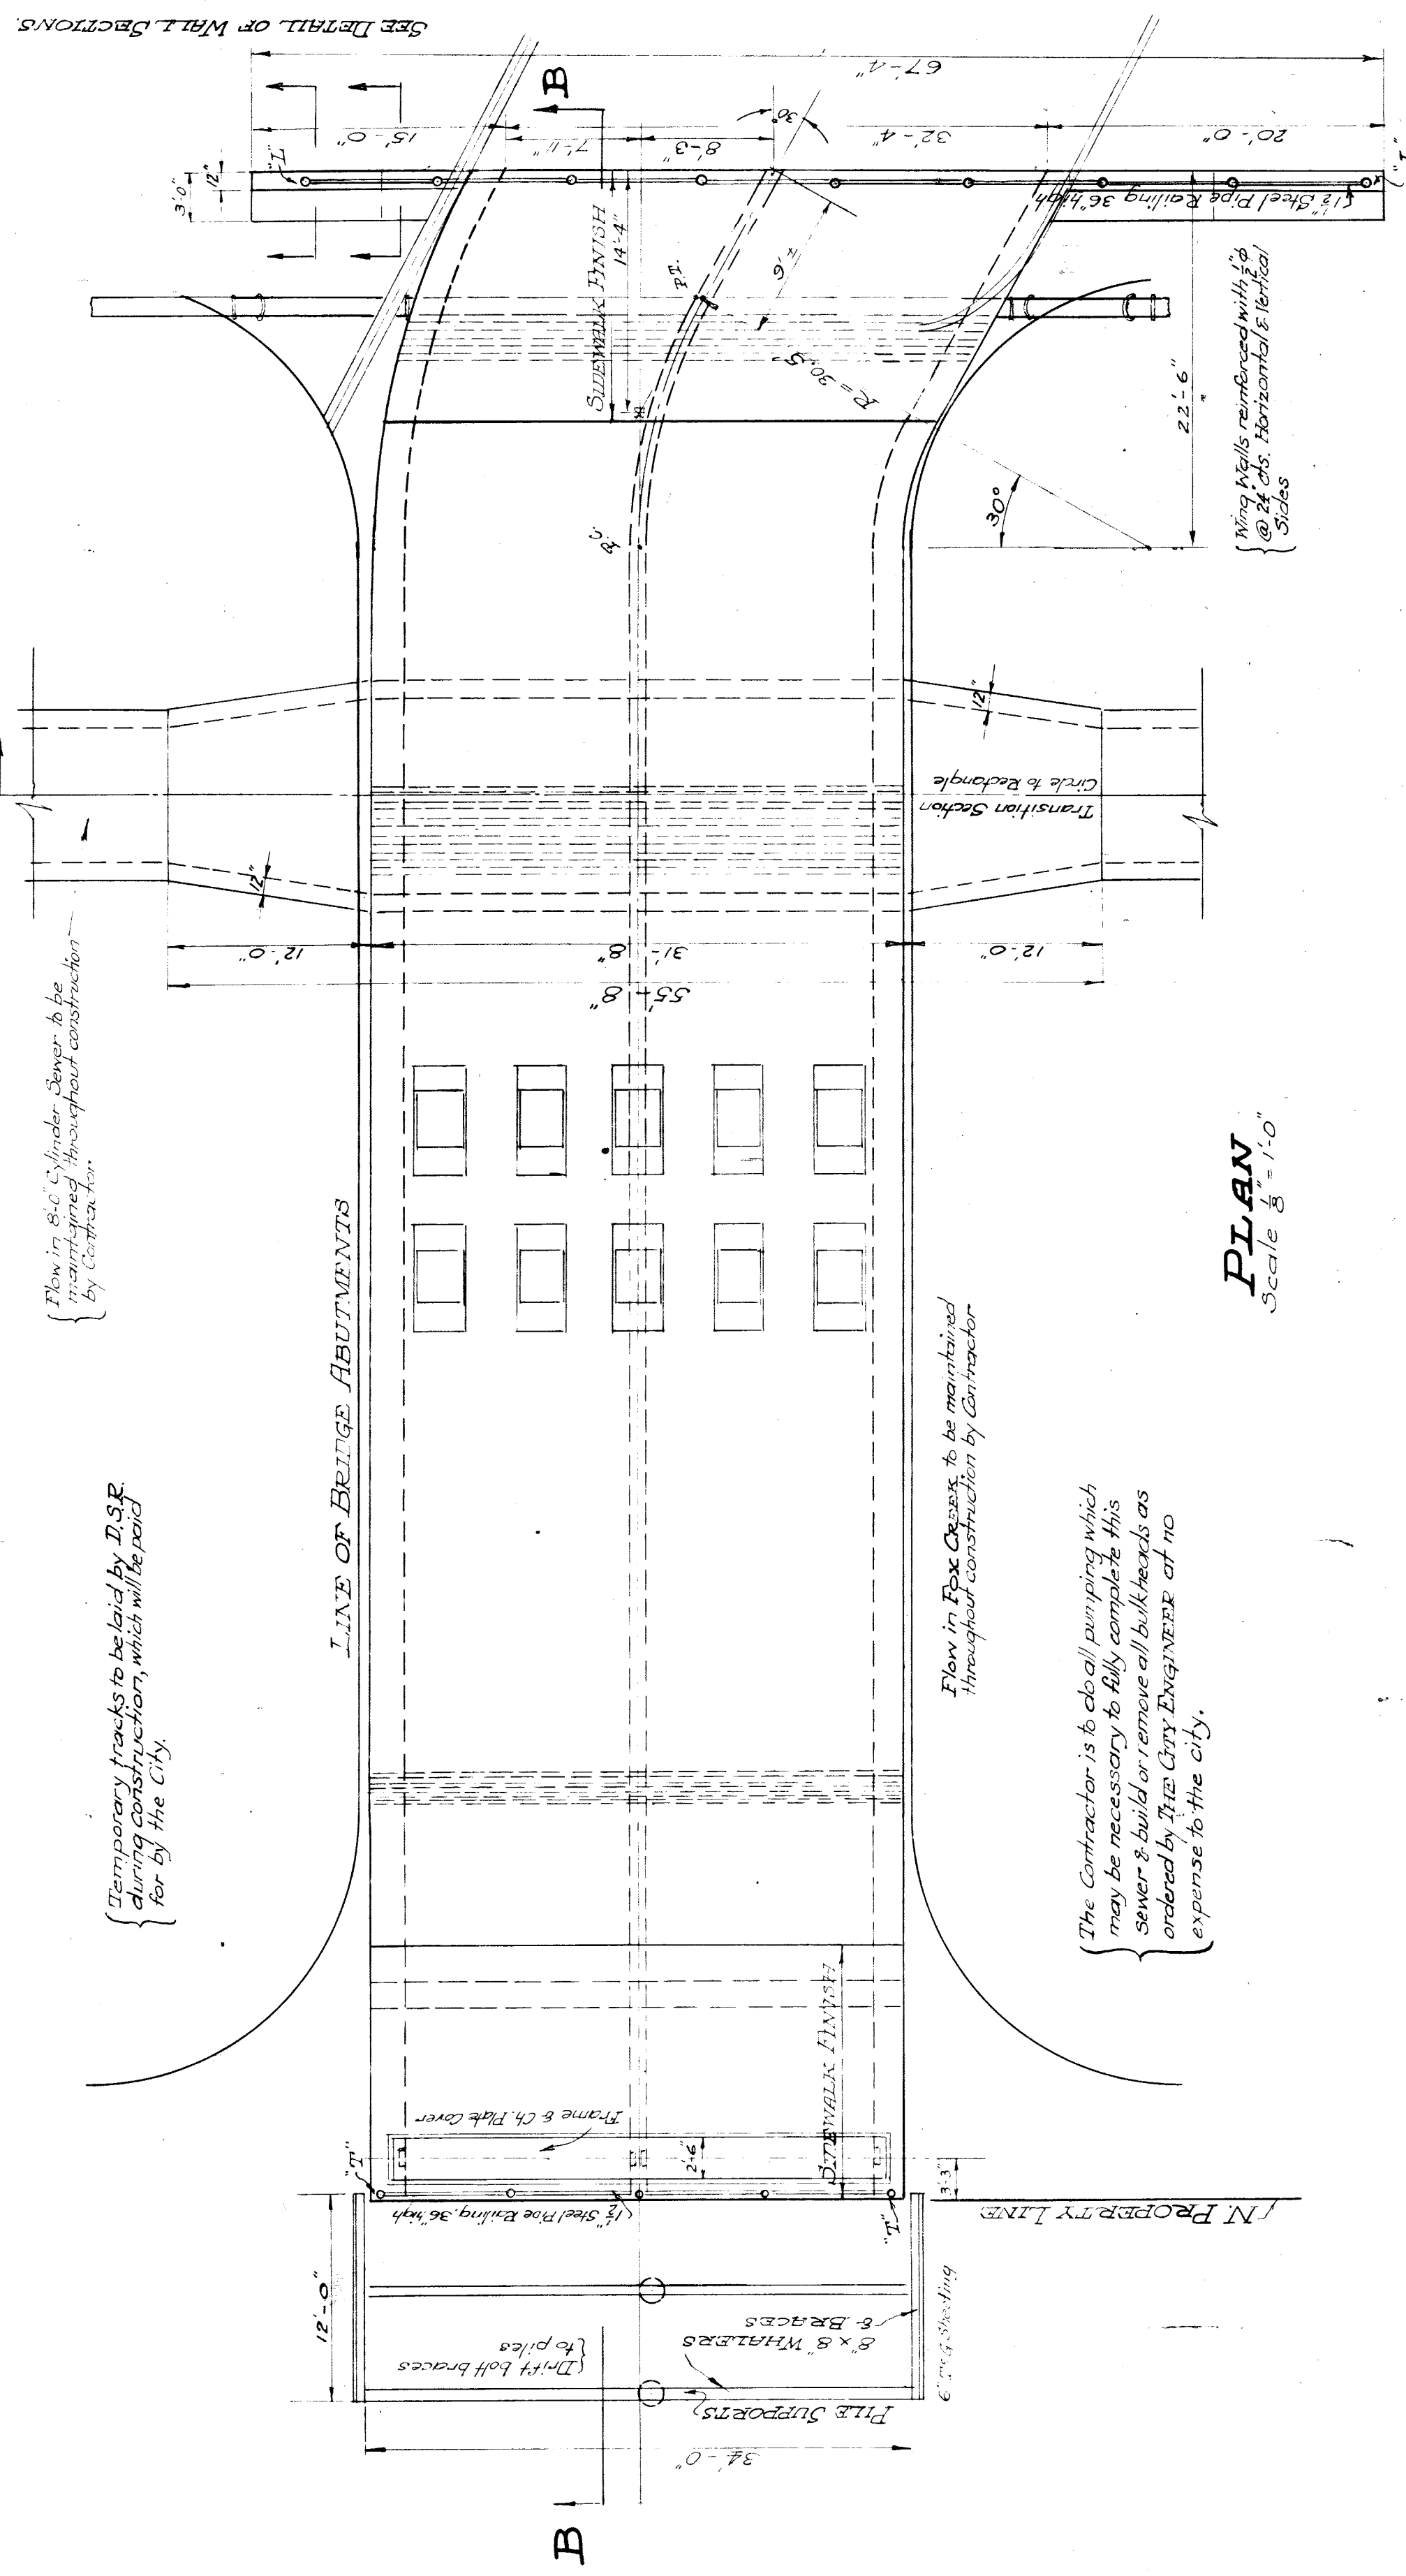 SEE DETAIL OF WALL SECTIONS.
67'-4"
B
15'-0"
7'-11"
8'-3"
30°
32'-4"
20'-0"
"L"
12"
3'-0"
1½" Steel Pipe Railing 36" high
SIDEWALK FINISH
14'-4"
P.T.
9'±
R=30.5'
P.C.
30°
22'-6"
Wing Walls reinforced with ½"φ
@ 24" cts. Horizontal & Vertical
Sides
12"
Transition Section
Circle to Rectangle
12"
12'-0"
31'-8"
12'-0"
55'-8"
Flow in 8'-0" Cylinder Sewer to be
maintained throughout construction
by Contractor
LINE OF BRIDGE ABUTMENTS
PLAN
Scale ⅛" = 1'-0"
Temporary tracks to be laid by D.S.R.
during construction, which will be paid
for by the City.
Flow in FOX CREEK to be maintained
throughout construction by Contractor
The Contractor is to do all pumping which
may be necessary to fully complete this
sewer & build or remove all bulkheads as
ordered by THE CITY ENGINEER at no
expense to the city.
SIDEWALK FINISH
Frame & Ch. Plate Cover
"T"
2'-6"
3'-3"
1½" Steel Pipe Railing, 36" high
"L"
N. PROPERTY LINE
12'-0"
8" x 8" WHALERS
& BRACES
Drift bolt braces
to piles
6" T & G Sheeting
PILE SUPPORTS
34'-0"
B